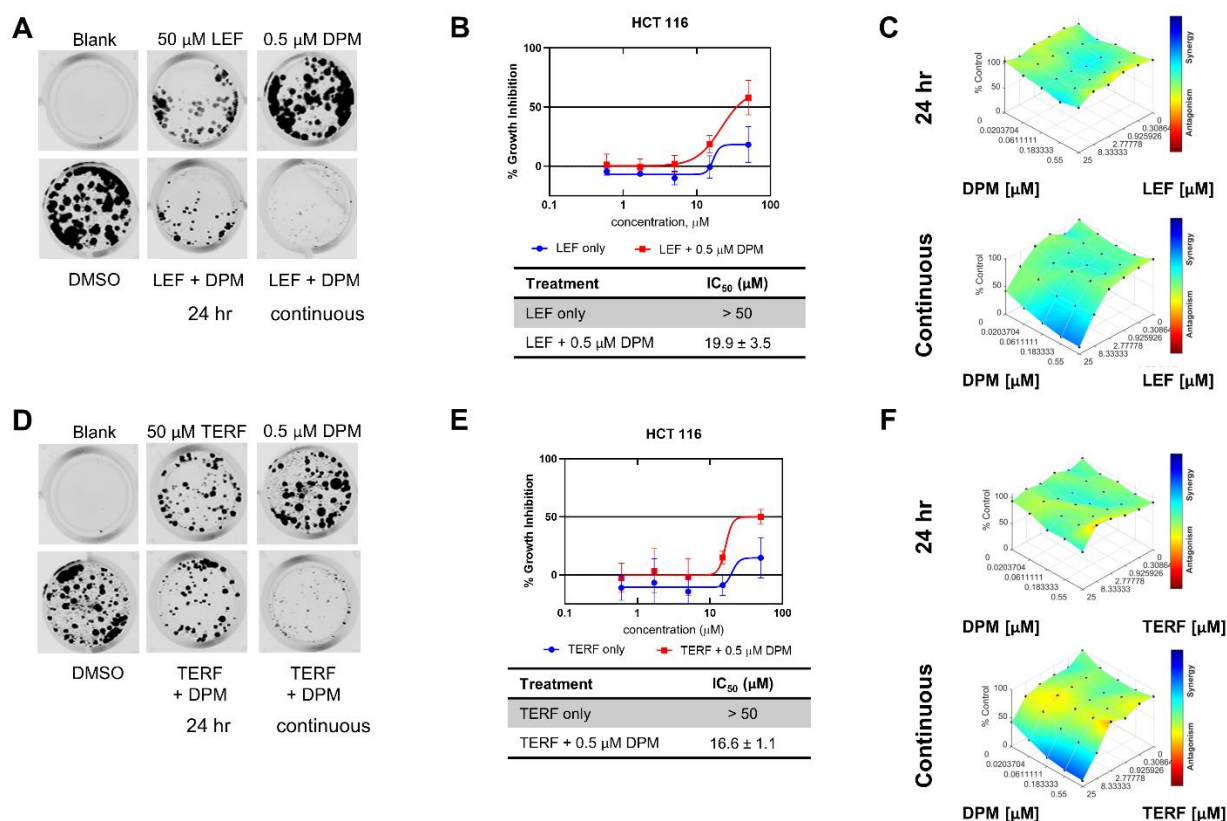 A
Blank 50 µM LEF 0.5 µM DPM
DMSO LEF + DPM LEF + DPM
24 hr continuous
B
HCT 116
% Growth Inhibition
100
50
0
0.1 1 10 100
concentration, µM
LEF only LEF + 0.5 µM DPM
Treatment IC50 (µM)
LEF only > 50
LEF + 0.5 µM DPM 19.9 ± 3.5
C
24 hr
% Control
100
50
0
0
0.0203704
0.0611111
0.183333
0.55
0
0.30864
0.925926
2.77778
8.33333
25
DPM [µM] LEF [µM]
Synergy
Antagonism
Continuous
% Control
100
50
0
0
0.0203704
0.0611111
0.183333
0.55
0
0.30864
0.925926
2.77778
8.33333
25
DPM [µM] LEF [µM]
Synergy
Antagonism
D
Blank 50 µM TERF 0.5 µM DPM
DMSO TERF TERF
+ DPM + DPM
24 hr continuous
E
HCT 116
% Growth Inhibition
100
50
0
0.1 1 10 100
concentration (µM)
TERF only TERF + 0.5 µM DPM
Treatment IC50 (µM)
TERF only > 50
TERF + 0.5 µM DPM 16.6 ± 1.1
F
24 hr
% Control
100
50
0
0
0.0203704
0.0611111
0.183333
0.55
0
0.30864
0.925926
2.77778
8.33333
25
DPM [µM] TERF [µM]
Synergy
Antagonism
Continuous
% Control
100
50
0
0
0.0203704
0.0611111
0.183333
0.55
0
0.30864
0.925926
2.77778
8.33333
25
DPM [µM] TERF [µM]
Synergy
Antagonism